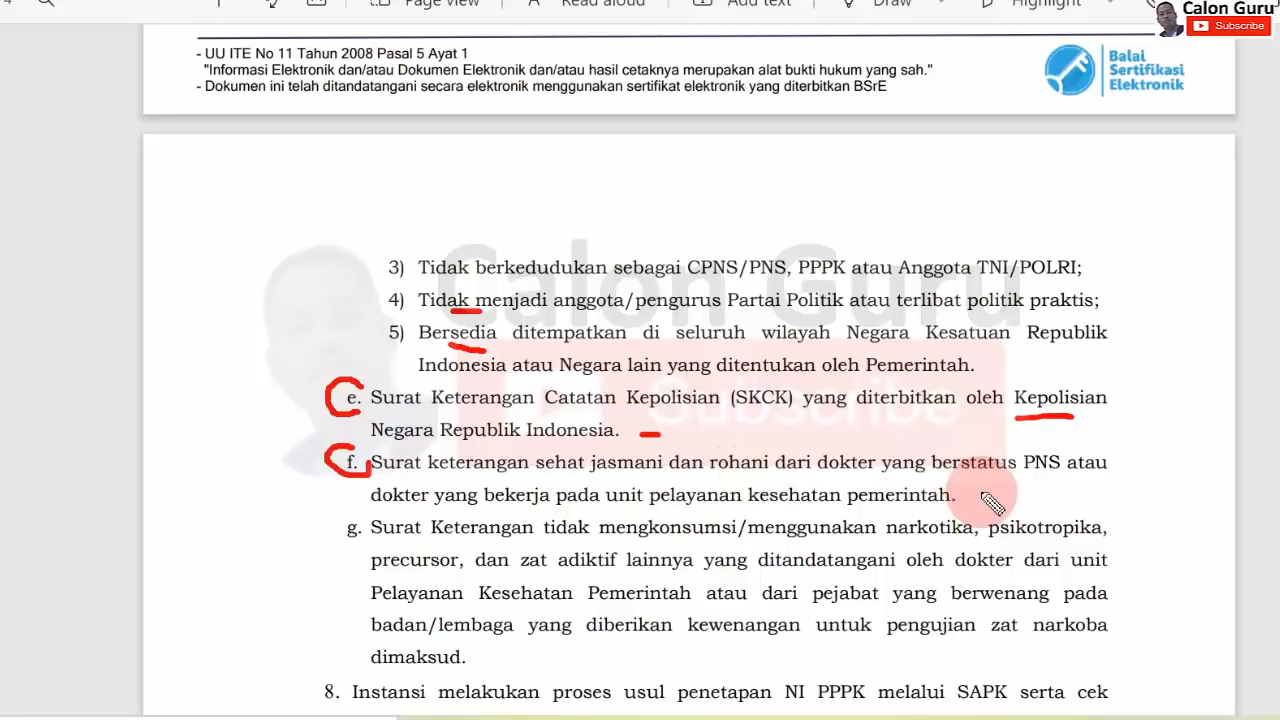 4
Page view
Read aloud
Add text
Draw
Highlight
Calon Guru
Subscribe
- UU ITE No 11 Tahun 2008 Pasal 5 Ayat 1
"Informasi Elektronik dan/atau Dokumen Elektronik dan/atau hasil cetaknya merupakan alat bukti hukum yang sah."
- Dokumen ini telah ditandatangani secara elektronik menggunakan sertifikat elektronik yang diterbitkan BSrE
Balai
Sertifikasi
Elektronik
Calon Guru
Subscribe
3) Tidak berkedudukan sebagai CPNS/PNS, PPPK atau Anggota TNI/POLRI;
4) Tidak menjadi anggota/pengurus Partai Politik atau terlibat politik praktis;
5) Bersedia ditempatkan di seluruh wilayah Negara Kesatuan Republik
Indonesia atau Negara lain yang ditentukan oleh Pemerintah.
e. Surat Keterangan Catatan Kepolisian (SKCK) yang diterbitkan oleh Kepolisian
Negara Republik Indonesia.
f. Surat keterangan sehat jasmani dan rohani dari dokter yang berstatus PNS atau
dokter yang bekerja pada unit pelayanan kesehatan pemerintah.
g. Surat Keterangan tidak mengkonsumsi/menggunakan narkotika, psikotropika,
precursor, dan zat adiktif lainnya yang ditandatangani oleh dokter dari unit
Pelayanan Kesehatan Pemerintah atau dari pejabat yang berwenang pada
badan/lembaga yang diberikan kewenangan untuk pengujian zat narkoba
dimaksud.
8. Instansi melakukan proses usul penetapan NI PPPK melalui SAPK serta cek